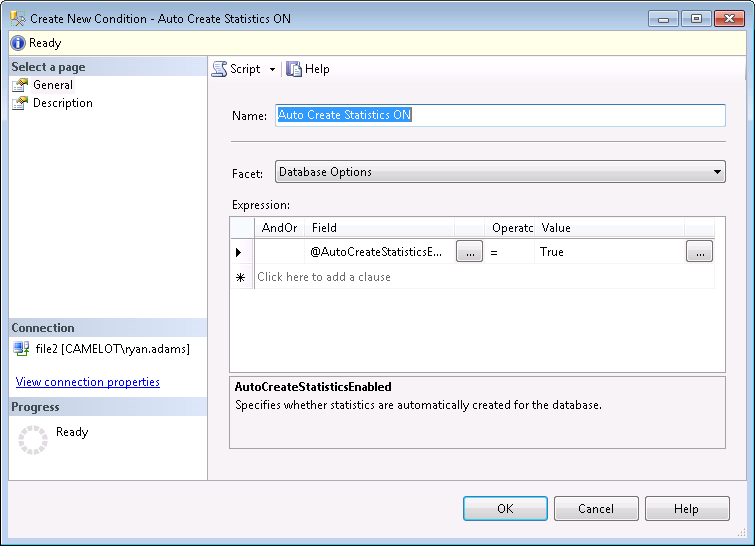 Create New Condition - Auto Create Statistics ON
Ready
Select a page
General
Description
Script
Help
Name:
Auto Create Statistics ON
Facet:
Database Options
Expression:
AndOr Field Operatc Value
@AutoCreateStatisticsE... ... = True ...
Click here to add a clause
Connection
file2 [CAMELOT\ryan.adams]
View connection properties
Progress
Ready
AutoCreateStatisticsEnabled
Specifies whether statistics are automatically created for the database.
OK Cancel Help